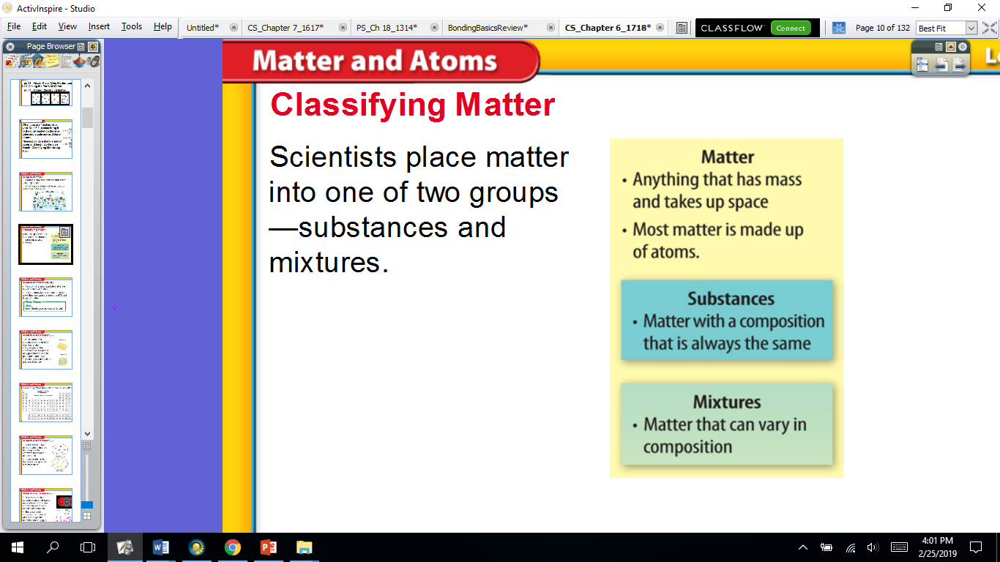 ActivInspire - Studio
File Edit View Insert Tools Help
Untitled*
CS_Chapter 7_1617*
PS_Ch 18_1314*
BondingBasicsReview*
CS_Chapter 6_1718*
CLASSFLOW Connect
Page 10 of 132
Best Fit
Page Browser
Matter and Atoms
Classifying Matter
Scientists place matter
into one of two groups
—substances and
mixtures.
Matter
• Anything that has mass
and takes up space
• Most matter is made up
of atoms.
Substances
• Matter with a composition
that is always the same
Mixtures
• Matter that can vary in
composition
4:01 PM
2/25/2019